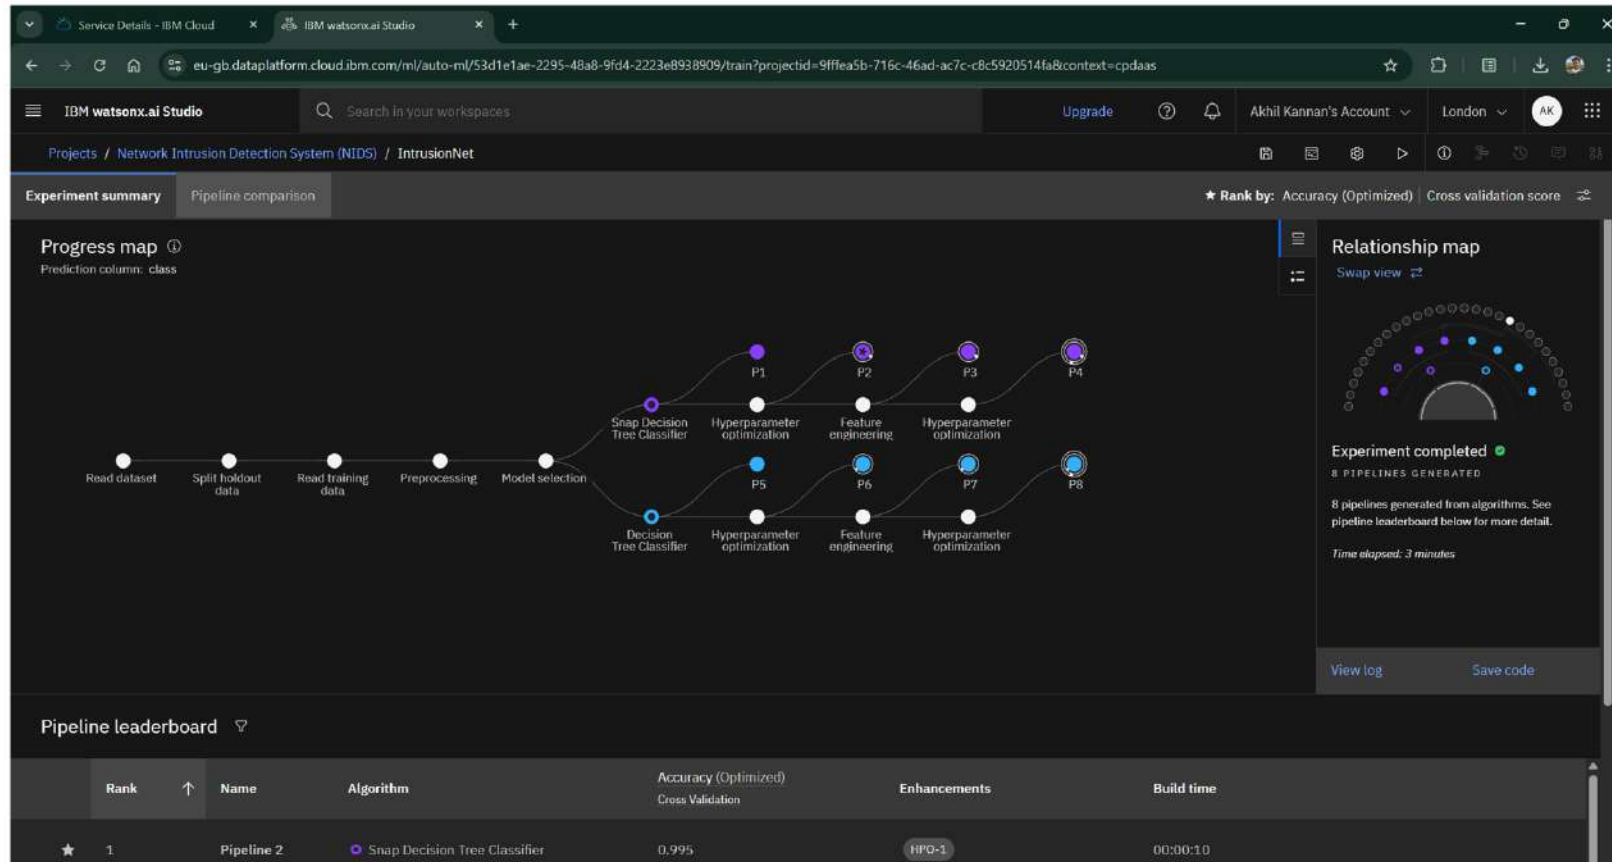 Service Details - IBM Cloud
IBM watsonx.ai Studio
eu-gb.dataplatform.cloud.ibm.com/ml/auto-ml/53d1e1ae-2295-48a8-9fd4-2223e8938909/train?projectid=9fffea5b-716c-46ad-ac7c-c8c5920514fa&context=cpdaas
IBM watsonx.ai Studio
Search in your workspaces
Upgrade
Akhil Kannan's Account
London
AK
Projects / Network Intrusion Detection System (NIDS) / IntrusionNet
Experiment summary
Pipeline comparison
Rank by: Accuracy (Optimized) | Cross validation score
Progress map
Prediction column: class
Relationship map
Swap view
P1
P2
P3
P4
Snap Decision
Tree Classifier
Hyperparameter
optimization
Feature
engineering
Hyperparameter
optimization
Read dataset
Split holdout
data
Read training
data
Preprocessing
Model selection
P5
P6
P7
P8
Decision
Tree Classifier
Hyperparameter
optimization
Feature
engineering
Hyperparameter
optimization
Experiment completed
8 PIPELINES GENERATED
8 pipelines generated from algorithms. See
pipeline leaderboard below for more detail.
Time elapsed: 3 minutes
View log
Save code
Pipeline leaderboard
Rank
Name
Algorithm
Accuracy (Optimized)
Cross Validation
Enhancements
Build time
1
Pipeline 2
Snap Decision Tree Classifier
0.995
HPO-1
00:00:10